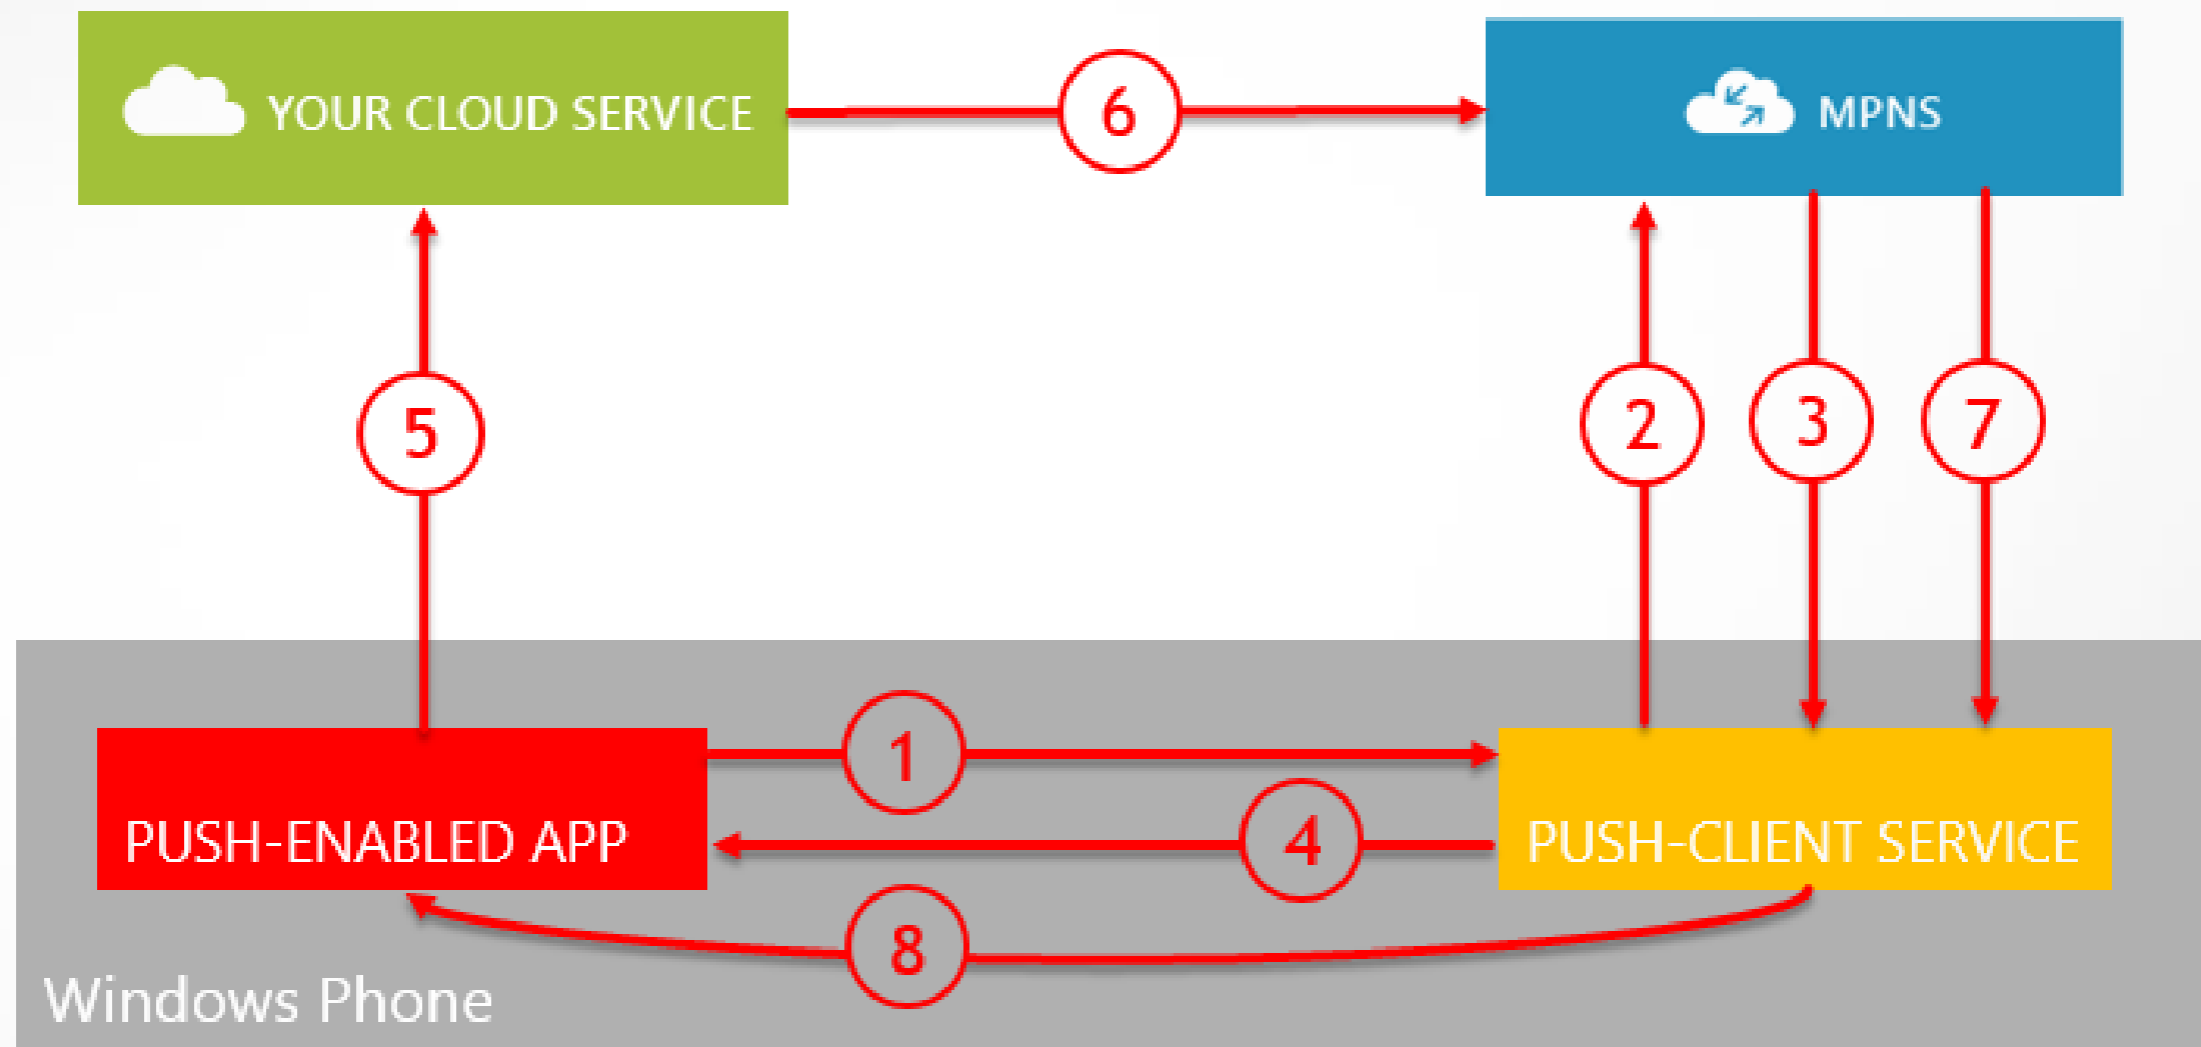 YOUR CLOUD SERVICE
6
MPNS
5
2
3
7
1
PUSH-ENABLED APP
4
PUSH-CLIENT SERVICE
8
Windows Phone